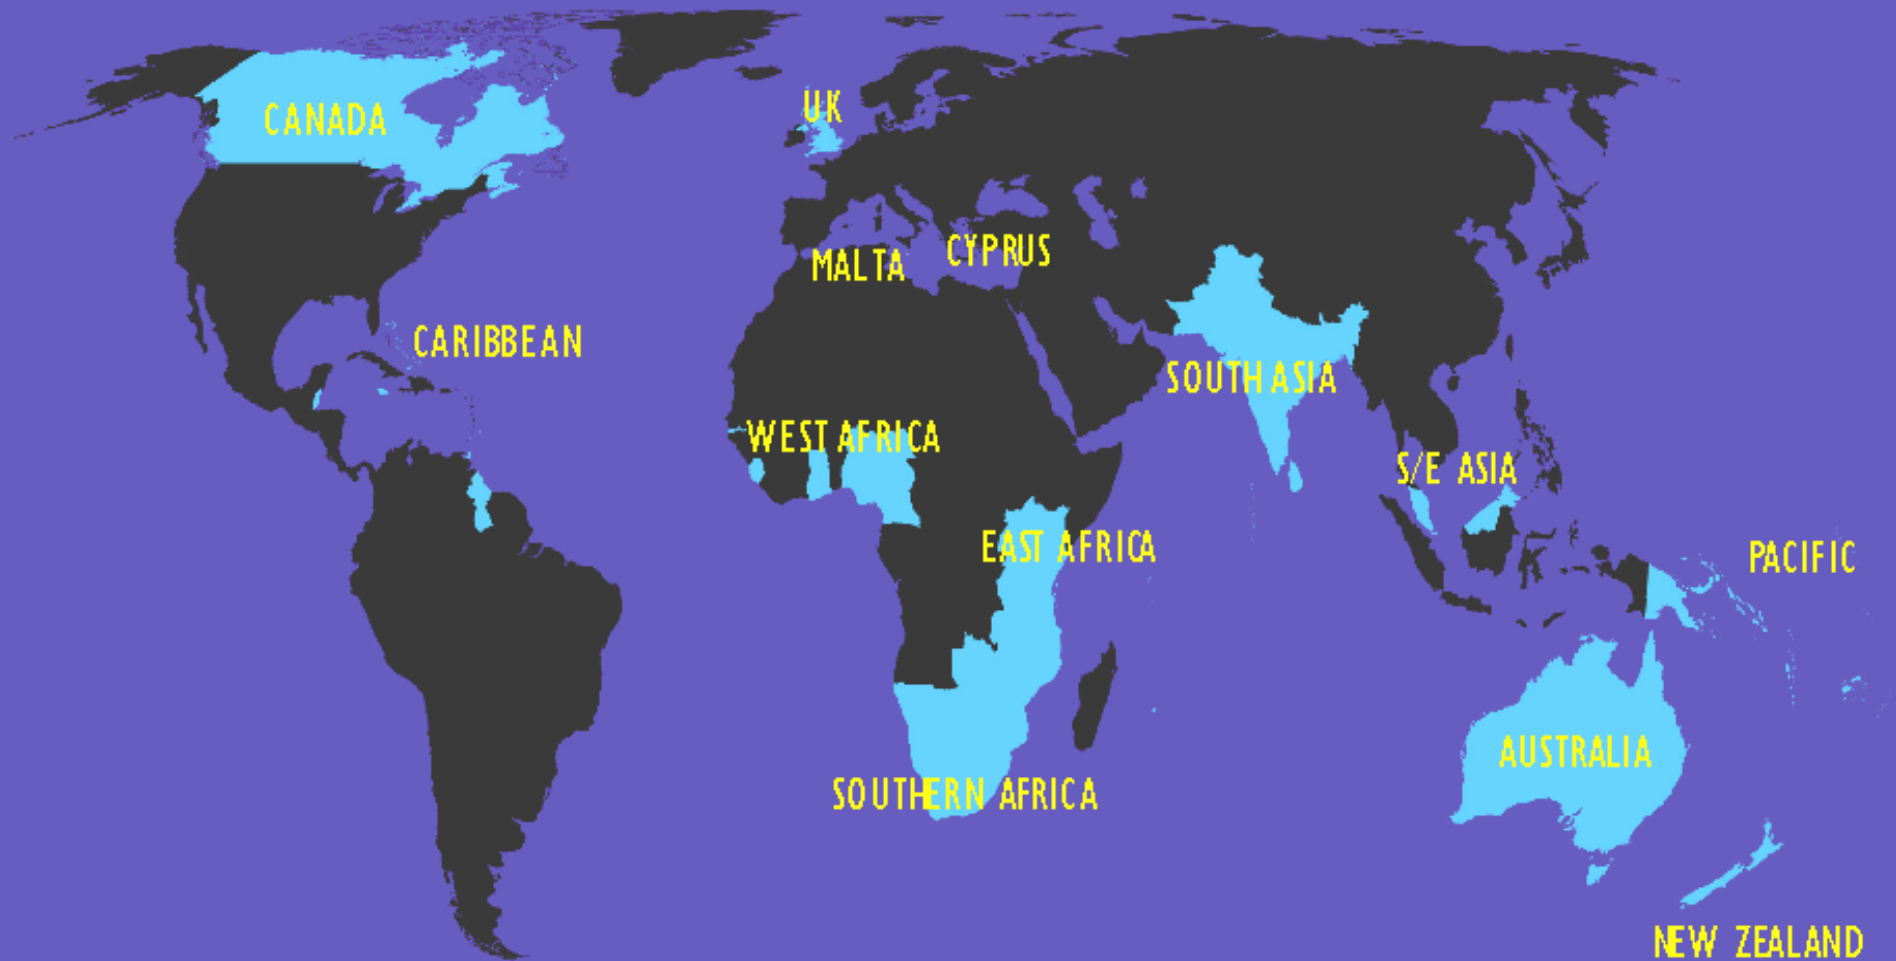 UK
CANADA
CYPRUS
MALTA
CARIBBEAN
SOUTH ASIA
WEST AFRICA
S/E ASIA
EAST AFRICA
PACIFIC
AUSTRALIA
SOUTHERN AFRICA
NEW ZEALAND